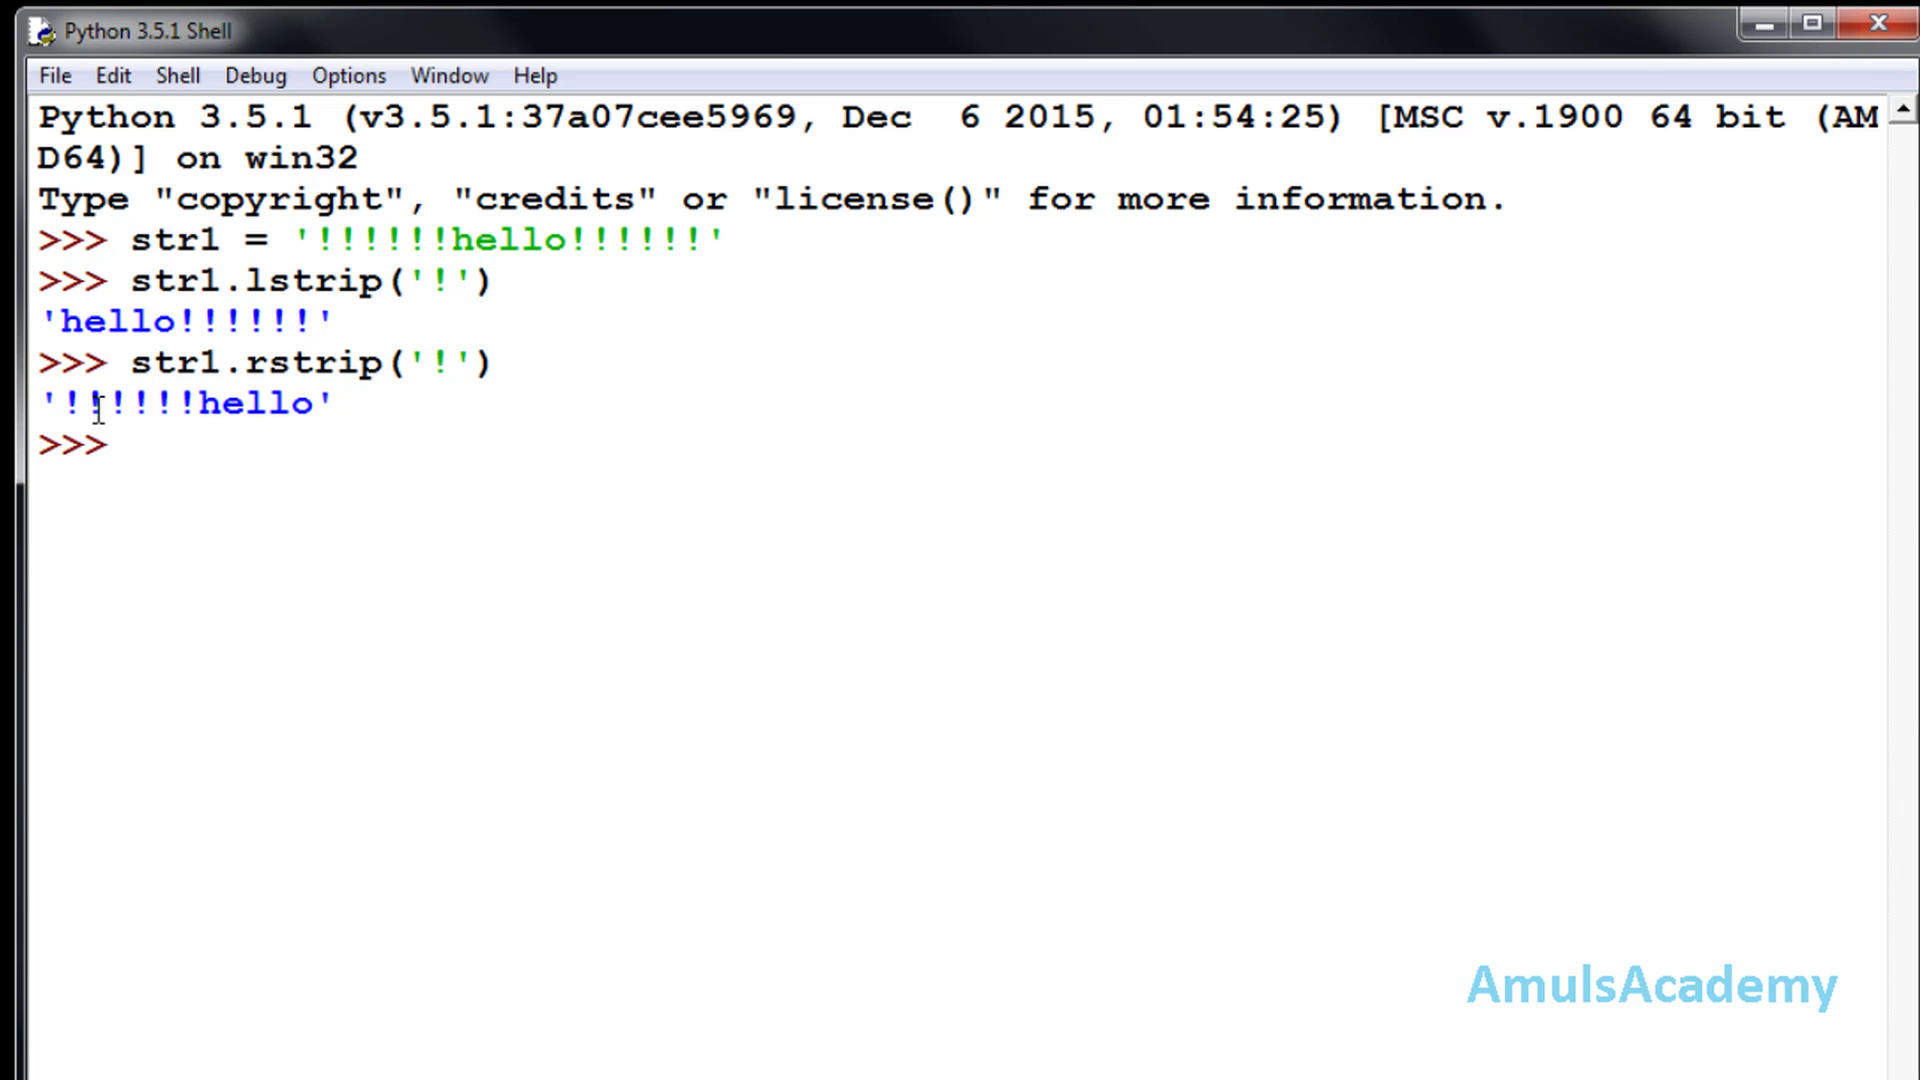 Python 3.5.1 Shell
File Edit Shell Debug Options Window Help
Python 3.5.1 (v3.5.1:37a07cee5969, Dec  6 2015, 01:54:25) [MSC v.1900 64 bit (AM
D64)] on win32
Type "copyright", "credits" or "license()" for more information.
>>> str1 = '!!!!!!hello!!!!!!'
>>> str1.lstrip('!')
'hello!!!!!!'
>>> str1.rstrip('!')
'!!!!!!hello'
>>>
AmulsAcademy